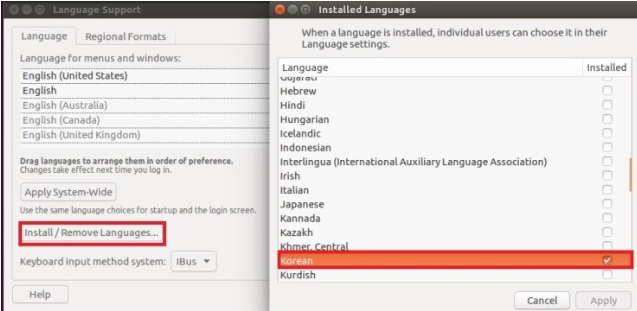 Language Support
Language
Regional Formats
Language for menus and windows:
English (United States)
English
English (Australia)
English (Canada)
English (United Kingdom)
Drag languages to arrange them in order of preference.
Changes take effect next time you log in.
Apply System-Wide
Use the same language choices for startup and the login screen.
Install / Remove Languages...
Keyboard input method system: IBus
Help
Installed Languages
When a language is installed, individual users can choose it in their
Language settings.
Language Installed
Gujarati
Hebrew
Hindi
Hungarian
Icelandic
Indonesian
Interlingua (International Auxiliary Language Association)
Irish
Italian
Japanese
Kannada
Kazakh
Khmer, Central
Korean
Kurdish
Cancel Apply